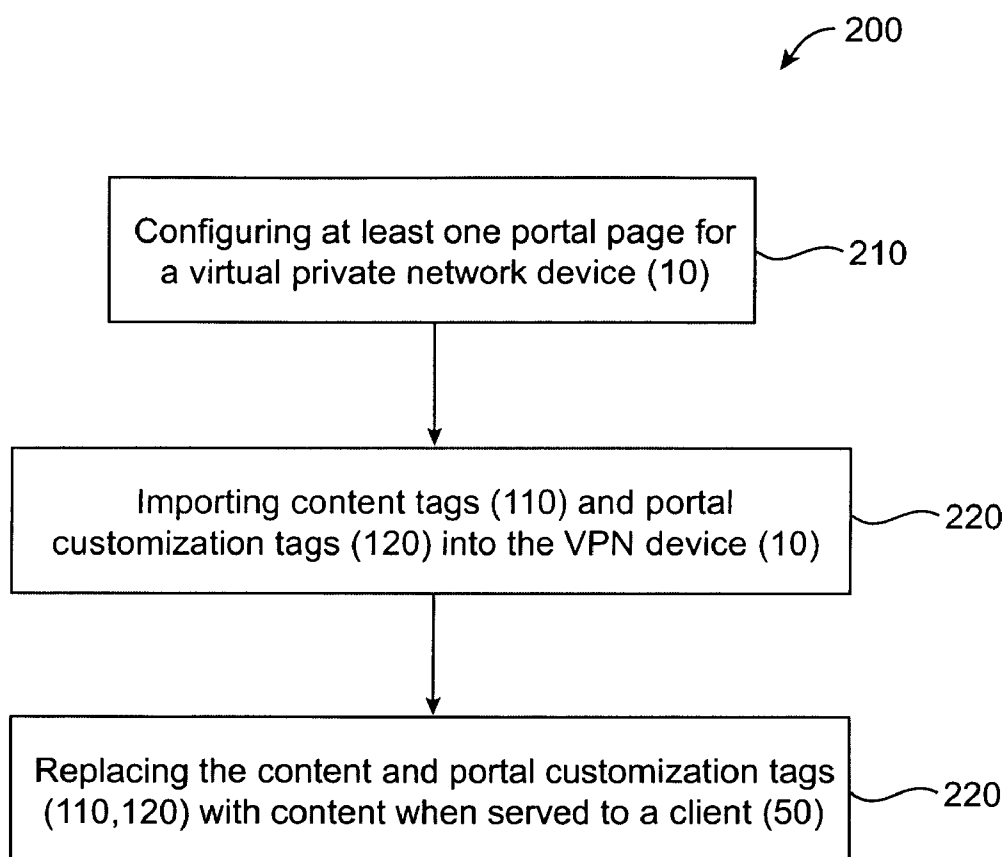 200
Configuring at least one portal page for
a virtual private network device (10)
210
Importing content tags (110) and portal
customization tags (120) into the VPN device (10)
220
Replacing the content and portal customization tags
(110,120) with content when served to a client (50)
220